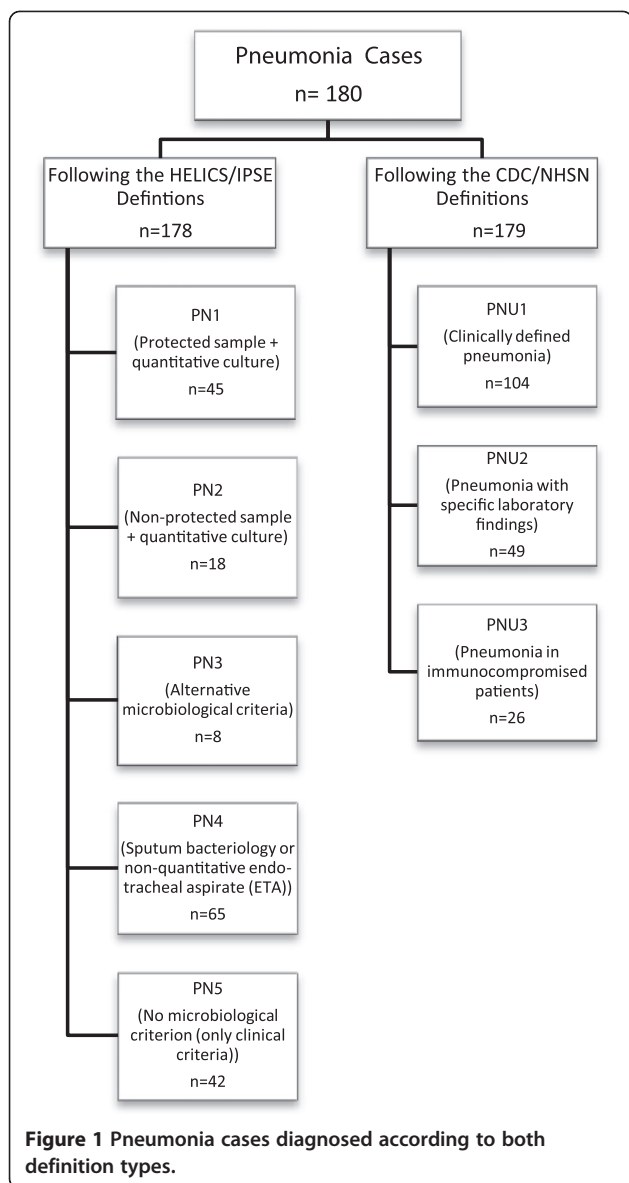 Pneumonia Cases
n= 180
Following the HELICS/IPSE
Defintions
n=178
Following the CDC/NHSN
Definitions
n=179
PN1
(Protected sample +
quantitative culture)
n=45
PN2
(Non-protected sample
+ quantitative culture)
n=18
PN3
(Alternative
microbiological criteria)
n=8
PN4
(Sputum bacteriology or
non-quantitative endo-
tracheal aspirate (ETA))
n=65
PN5
(No microbiological
criterion (only clinical
criteria))
n=42
PNU1
(Clinically defined
pneumonia)
n=104
PNU2
(Pneumonia with
specific laboratory
findings)
n=49
PNU3
(Pneumonia in
immunocompromised
patients)
n=26
Figure 1 Pneumonia cases diagnosed according to both
definition types.